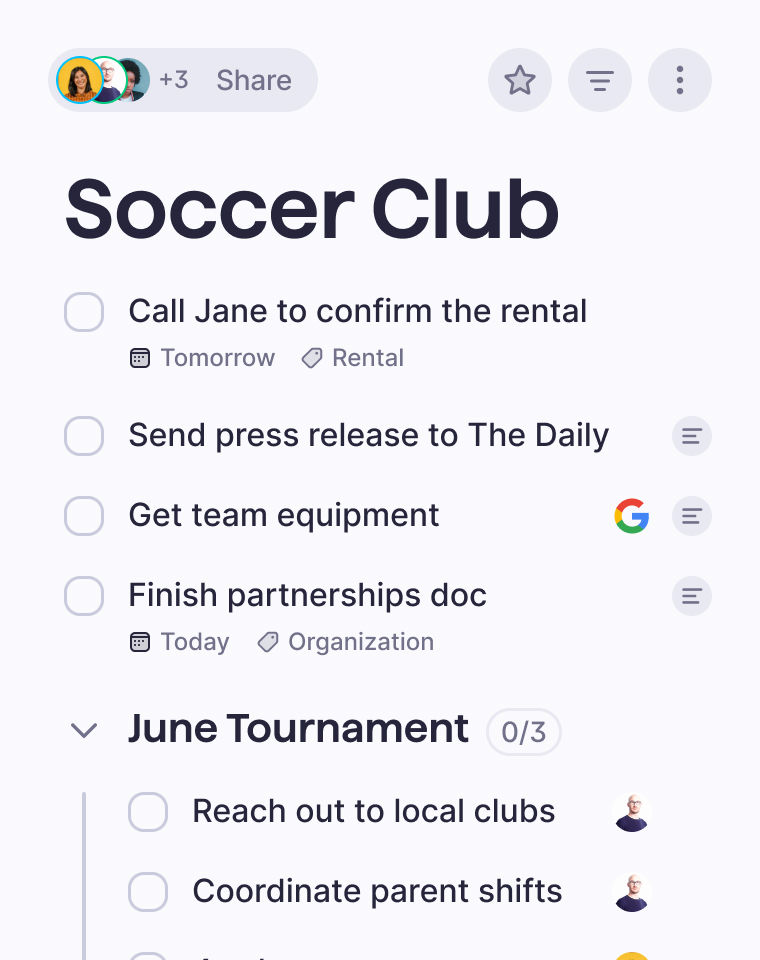 +3 Share
Soccer Club
Call Jane to confirm the rental
Tomorrow Rental
Send press release to The Daily
Get team equipment
Finish partnerships doc
Today Organization
June Tournament 0/3
Reach out to local clubs
Coordinate parent shifts